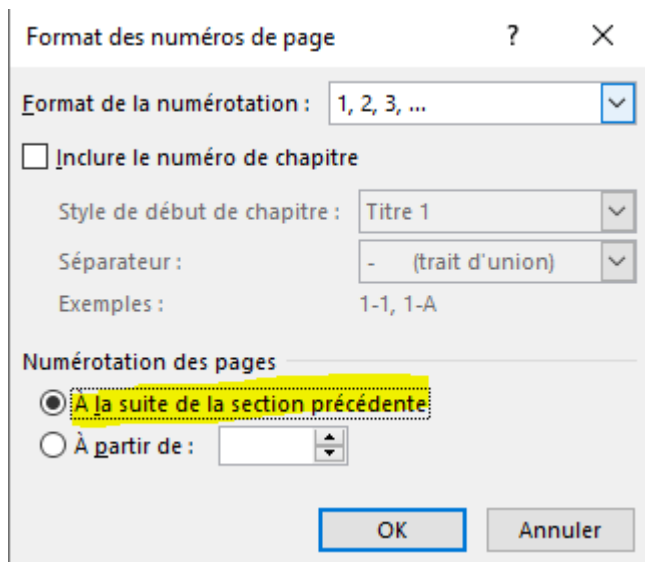 Format des numéros de page ? ×
Format de la numérotation : 1, 2, 3, ...
Inclure le numéro de chapitre
Style de début de chapitre : Titre 1
Séparateur : - (trait d'union)
Exemples : 1-1, 1-A
Numérotation des pages
À la suite de la section précédente
À partir de :
OK Annuler